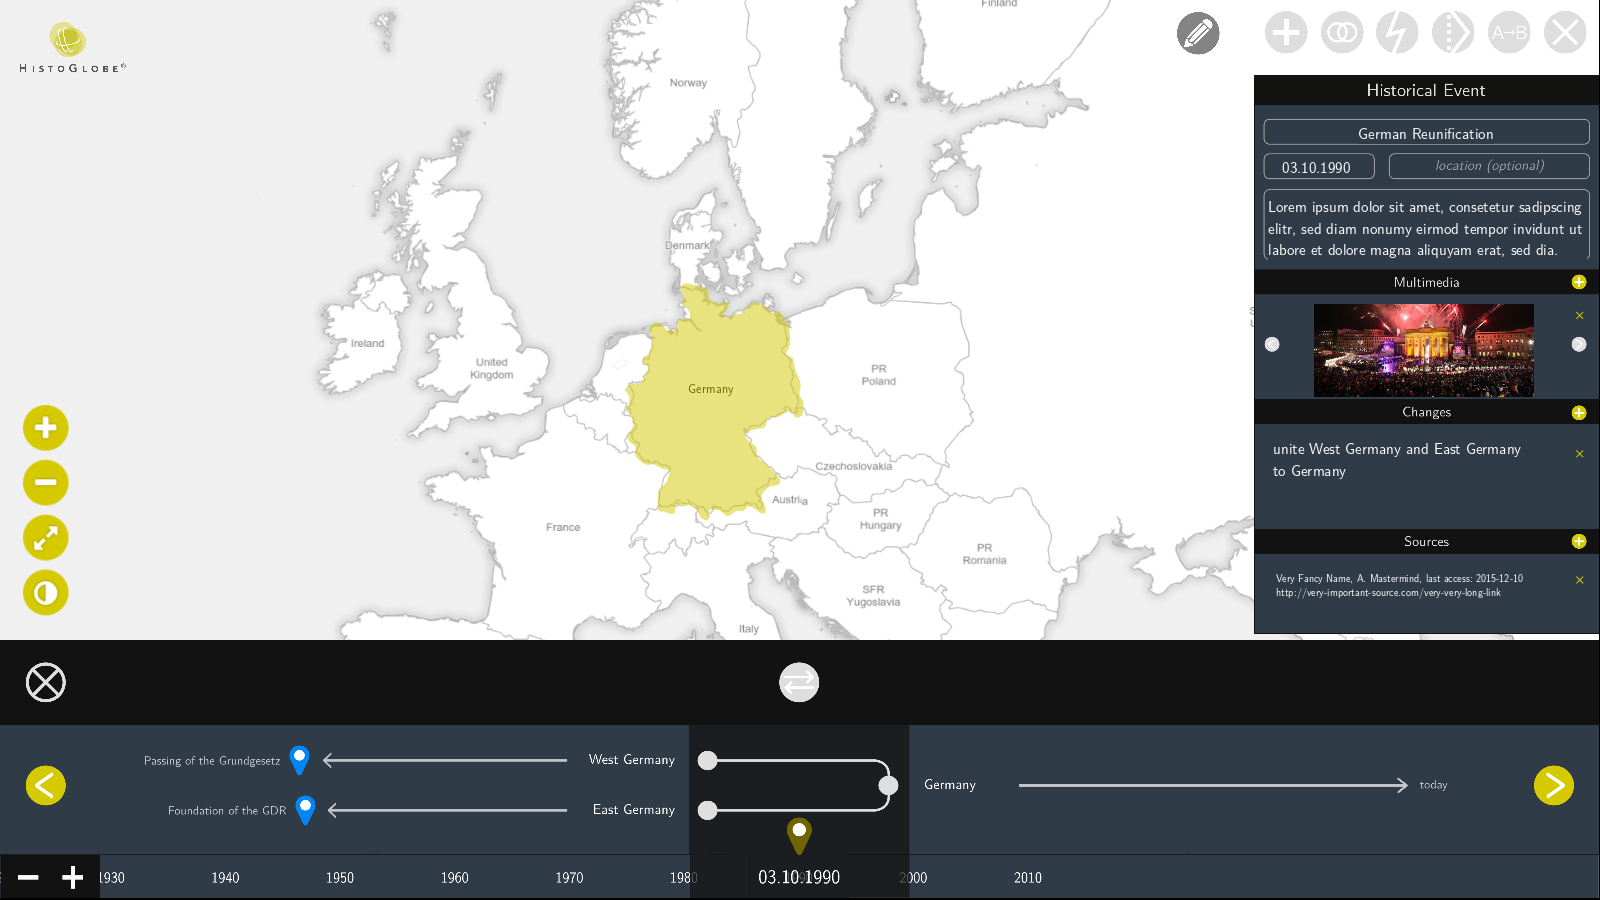 HISTOGLOBE
Finland
Norway
Denmark
Ireland
United
Kingdom
Germany
PR
Poland
Czechoslovakia
Austria
PR
Hungary
France
PR
Romania
SFR
Yugoslavia
Italy
A→B
Historical Event
German Reunification
03.10.1990
location (optional)
Lorem ipsum dolor sit amet, consetetur sadipscing
elitr, sed diam nonumy eirmod tempor invidunt ut
labore et dolore magna aliquyam erat, sed dia.
Multimedia
Changes
unite West Germany and East Germany
to Germany
Sources
Very Fancy Name, A. Mastermind, last access: 2015-12-10
http://very-important-source.com/very-very-long-link
Passing of the Grundgesetz
West Germany
Foundation of the GDR
East Germany
Germany
today
1930 1940 1950 1960 1970 1980 03.10.1990 2000 2010